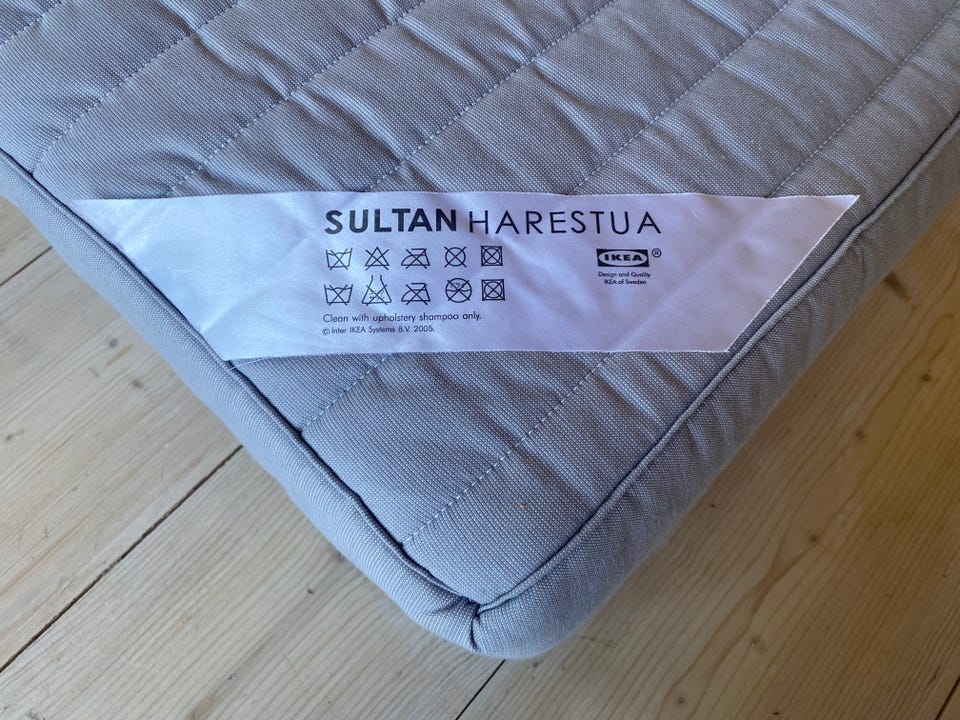 SULTAN HARESTUA
IKEA®
Design and Quality
IKEA of Sweden
Clean with upholstery shampoo only.
© Inter IKEA Systems B.V. 2005.